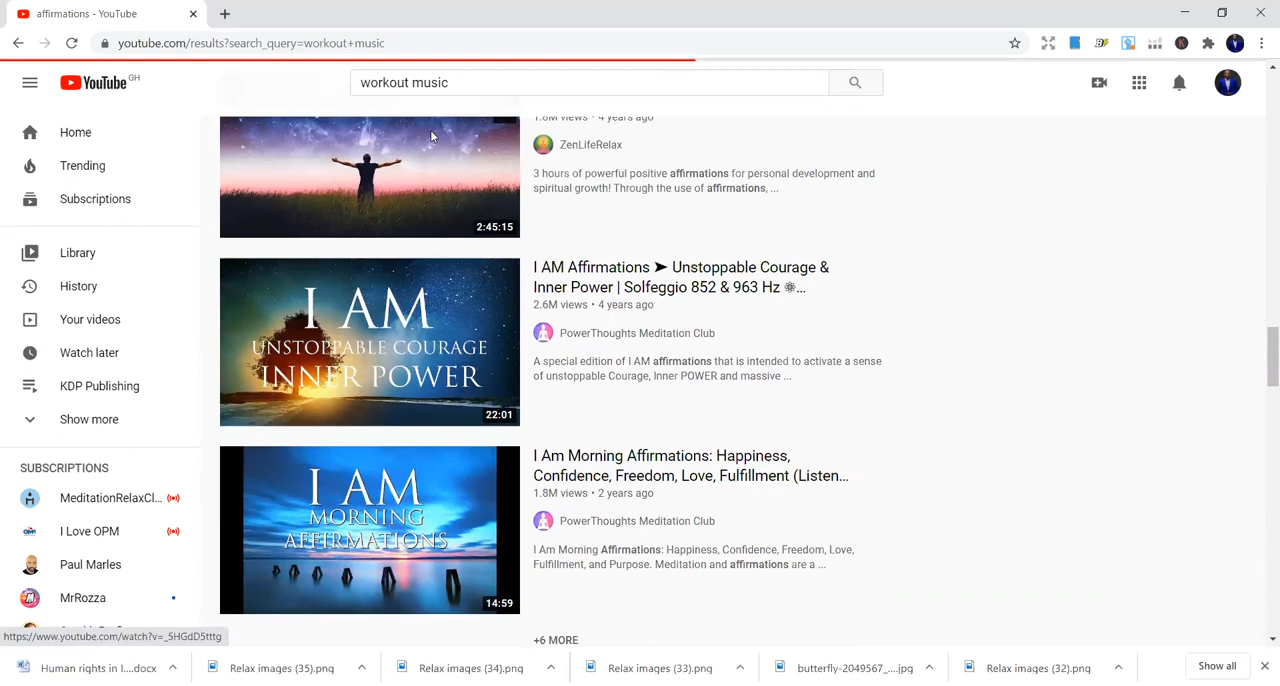 affirmations - YouTube
youtube.com/results?search_query=workout+music
YouTube GH
workout music
Home
Trending
Subscriptions
Library
History
Your videos
Watch later
KDP Publishing
Show more
SUBSCRIPTIONS
MeditationRelaxCl...
I Love OPM
Paul Marles
MrRozza
https://www.youtube.com/watch?v=_5HGdD5tttg
1.8M views • 4 years ago
ZenLifeRelax
3 hours of powerful positive affirmations for personal development and
spiritual growth! Through the use of affirmations, ...
2:45:15
I AM
UNSTOPPABLE COURAGE
INNER POWER
22:01
I AM Affirmations ➤ Unstoppable Courage &
Inner Power | Solfeggio 852 & 963 Hz ⚛...
2.6M views • 4 years ago
PowerThoughts Meditation Club
A special edition of I AM affirmations that is intended to activate a sense
of unstoppable Courage, Inner POWER and massive ...
I AM
MORNING
AFFIRMATIONS
14:59
I Am Morning Affirmations: Happiness,
Confidence, Freedom, Love, Fulfillment (Listen...
1.8M views • 2 years ago
PowerThoughts Meditation Club
I Am Morning Affirmations: Happiness, Confidence, Freedom, Love,
Fulfillment, and Purpose. Meditation and affirmations are a ...
+6 MORE
Human rights in I....docx
Relax images (35).png
Relax images (34).png
Relax images (33).png
butterfly-2049567_....jpg
Relax images (32).png
Show all